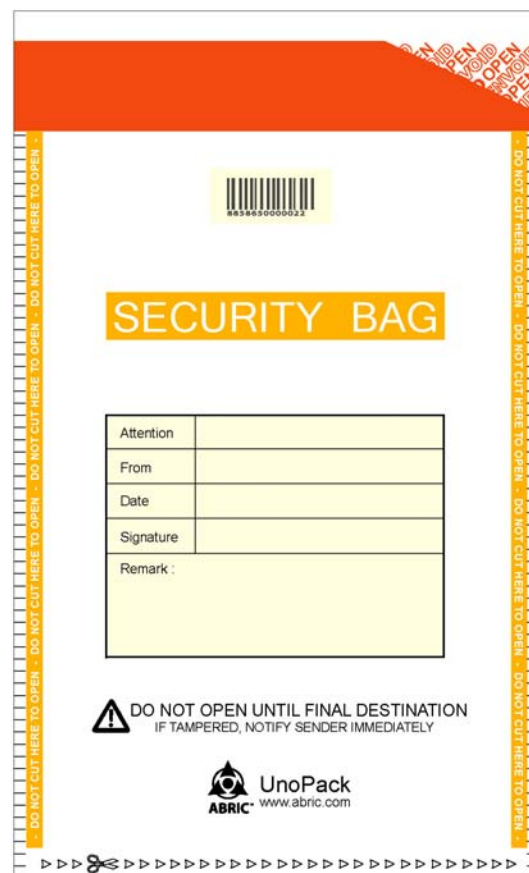 OPEN
VOID
OPEN
VOID
OPEN
8858650000022
SECURITY BAG
Attention
From
Date
Signature
Remark :
DO NOT OPEN UNTIL FINAL DESTINATION
IF TAMPERED, NOTIFY SENDER IMMEDIATELY
ABRIC
UnoPack
www.abric.com
- DO NOT CUT HERE TO OPEN - DO NOT CUT HERE TO OPEN - DO NOT CUT HERE TO OPEN - DO NOT CUT HERE TO OPEN -
- DO NOT CUT HERE TO OPEN - DO NOT CUT HERE TO OPEN - DO NOT CUT HERE TO OPEN - DO NOT CUT HERE TO OPEN -